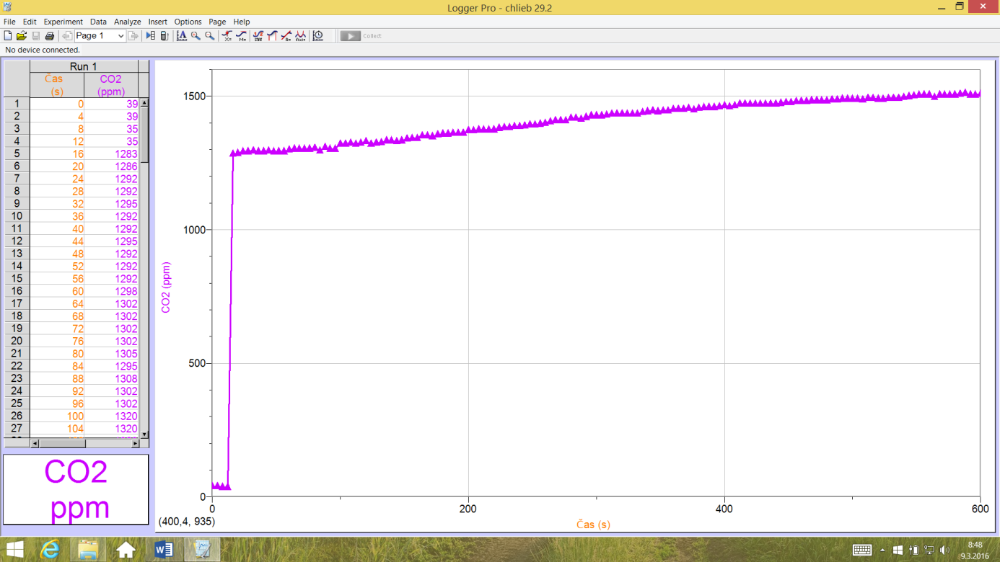 Logger Pro - chlieb 29.2
File Edit Experiment Data Analyze Insert Options Page Help
Page 1 Collect
No device connected.
Run 1
Čas CO2
(s) (ppm)
1 0 39
2 4 39
3 8 35
4 12 35
5 16 1283
6 20 1286
7 24 1292
8 28 1292
9 32 1295
10 36 1292
11 40 1292
12 44 1295
13 48 1292
14 52 1292
15 56 1292
16 60 1298
17 64 1302
18 68 1302
19 72 1302
20 76 1302
21 80 1305
22 84 1295
23 88 1308
24 92 1302
25 96 1302
26 100 1320
27 104 1320
CO2
ppm
1500
1000
500
0
CO2 (ppm)
0 200 400 600
(400,4, 935)
Čas (s)
8:48
9.3.2016